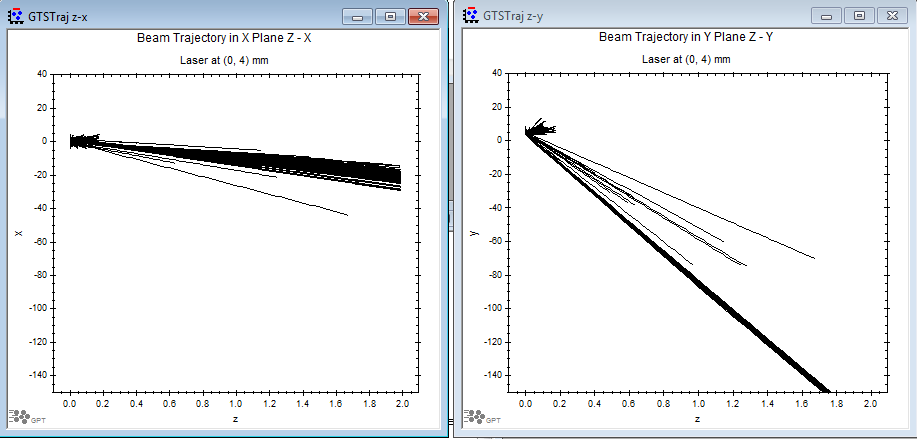 GTSTraj z-x
Beam Trajectory in X Plane Z - X
Laser at (0, 4) mm
40
20
0
-20
-40
-60
-80
-100
-120
-140
x
0.0 0.2 0.4 0.6 0.8 1.0 1.2 1.4 1.6 1.8 2.0
z
GPT
GTSTraj z-y
Beam Trajectory in Y Plane Z - Y
Laser at (0, 4) mm
40
20
0
-20
-40
-60
-80
-100
-120
-140
y
0.0 0.2 0.4 0.6 0.8 1.0 1.2 1.4 1.6 1.8 2.0
z
GPT